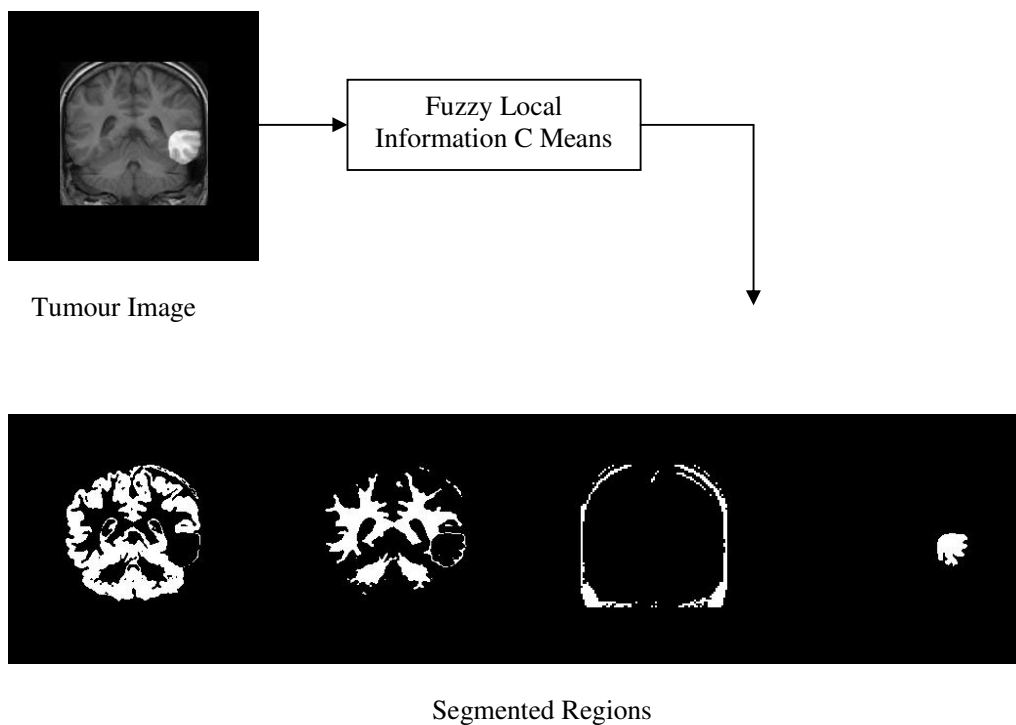 Fuzzy Local
Information C Means
Tumour Image
Segmented Regions